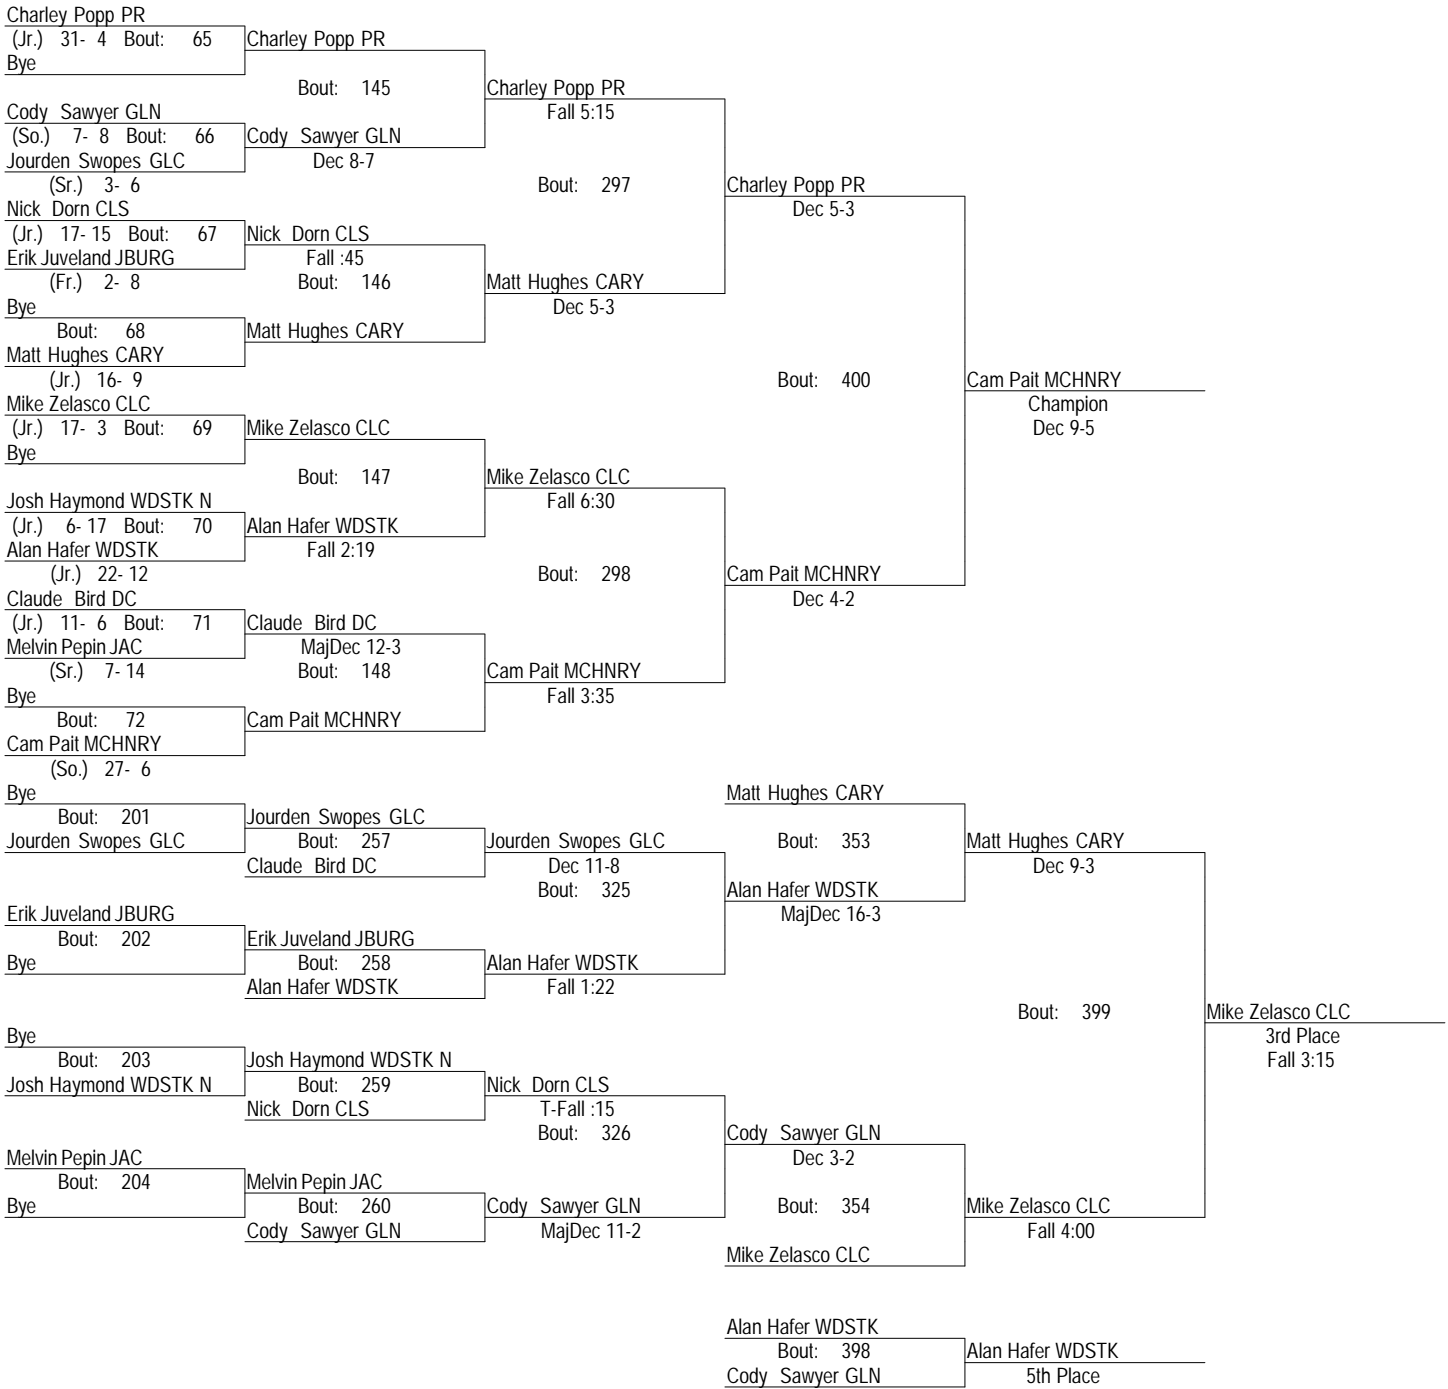 Charley Popp PR
(Jr.) 31- 4 Bout: 65 Charley Popp PR
Bye
Bout: 145 Charley Popp PR
Cody Sawyer GLN Fall 5:15
(So.) 7- 8 Bout: 66 Cody Sawyer GLN
Jourden Swopes GLC Dec 8-7
(Sr.) 3- 6 Bout: 297 Charley Popp PR
Nick Dorn CLS Dec 5-3
(Jr.) 17- 15 Bout: 67 Nick Dorn CLS
Erik Juveland JBURG Fall :45
(Fr.) 2- 8 Bout: 146 Matt Hughes CARY
Bye Dec 5-3
Bout: 68 Matt Hughes CARY
Matt Hughes CARY
(Jr.) 16- 9 Bout: 400 Cam Pait MCHNRY
Mike Zelasco CLC Champion
(Jr.) 17- 3 Bout: 69 Mike Zelasco CLC Dec 9-5
Bye
Bout: 147 Mike Zelasco CLC
Josh Haymond WDSTK N Fall 6:30
(Jr.) 6- 17 Bout: 70 Alan Hafer WDSTK
Alan Hafer WDSTK Fall 2:19
(Jr.) 22- 12 Bout: 298 Cam Pait MCHNRY
Claude Bird DC Dec 4-2
(Jr.) 11- 6 Bout: 71 Claude Bird DC
Melvin Pepin JAC MajDec 12-3
(Sr.) 7- 14 Bout: 148 Cam Pait MCHNRY
Bye Fall 3:35
Bout: 72 Cam Pait MCHNRY
Cam Pait MCHNRY
(So.) 27- 6
Bye Matt Hughes CARY
Bout: 201 Jourden Swopes GLC
Jourden Swopes GLC Bout: 257 Jourden Swopes GLC Bout: 353 Matt Hughes CARY
Claude Bird DC Dec 11-8 Dec 9-3
Bout: 325 Alan Hafer WDSTK
Erik Juveland JBURG MajDec 16-3
Bout: 202 Erik Juveland JBURG
Bye Bout: 258 Alan Hafer WDSTK
Alan Hafer WDSTK Fall 1:22
Bout: 399 Mike Zelasco CLC
Bye 3rd Place
Bout: 203 Josh Haymond WDSTK N Fall 3:15
Josh Haymond WDSTK N Bout: 259 Nick Dorn CLS
Nick Dorn CLS T-Fall :15
Bout: 326 Cody Sawyer GLN
Melvin Pepin JAC Dec 3-2
Bout: 204 Melvin Pepin JAC
Bye Bout: 260 Cody Sawyer GLN Bout: 354 Mike Zelasco CLC
Cody Sawyer GLN MajDec 11-2 Fall 4:00
Mike Zelasco CLC
Alan Hafer WDSTK
Bout: 398 Alan Hafer WDSTK
Cody Sawyer GLN 5th Place